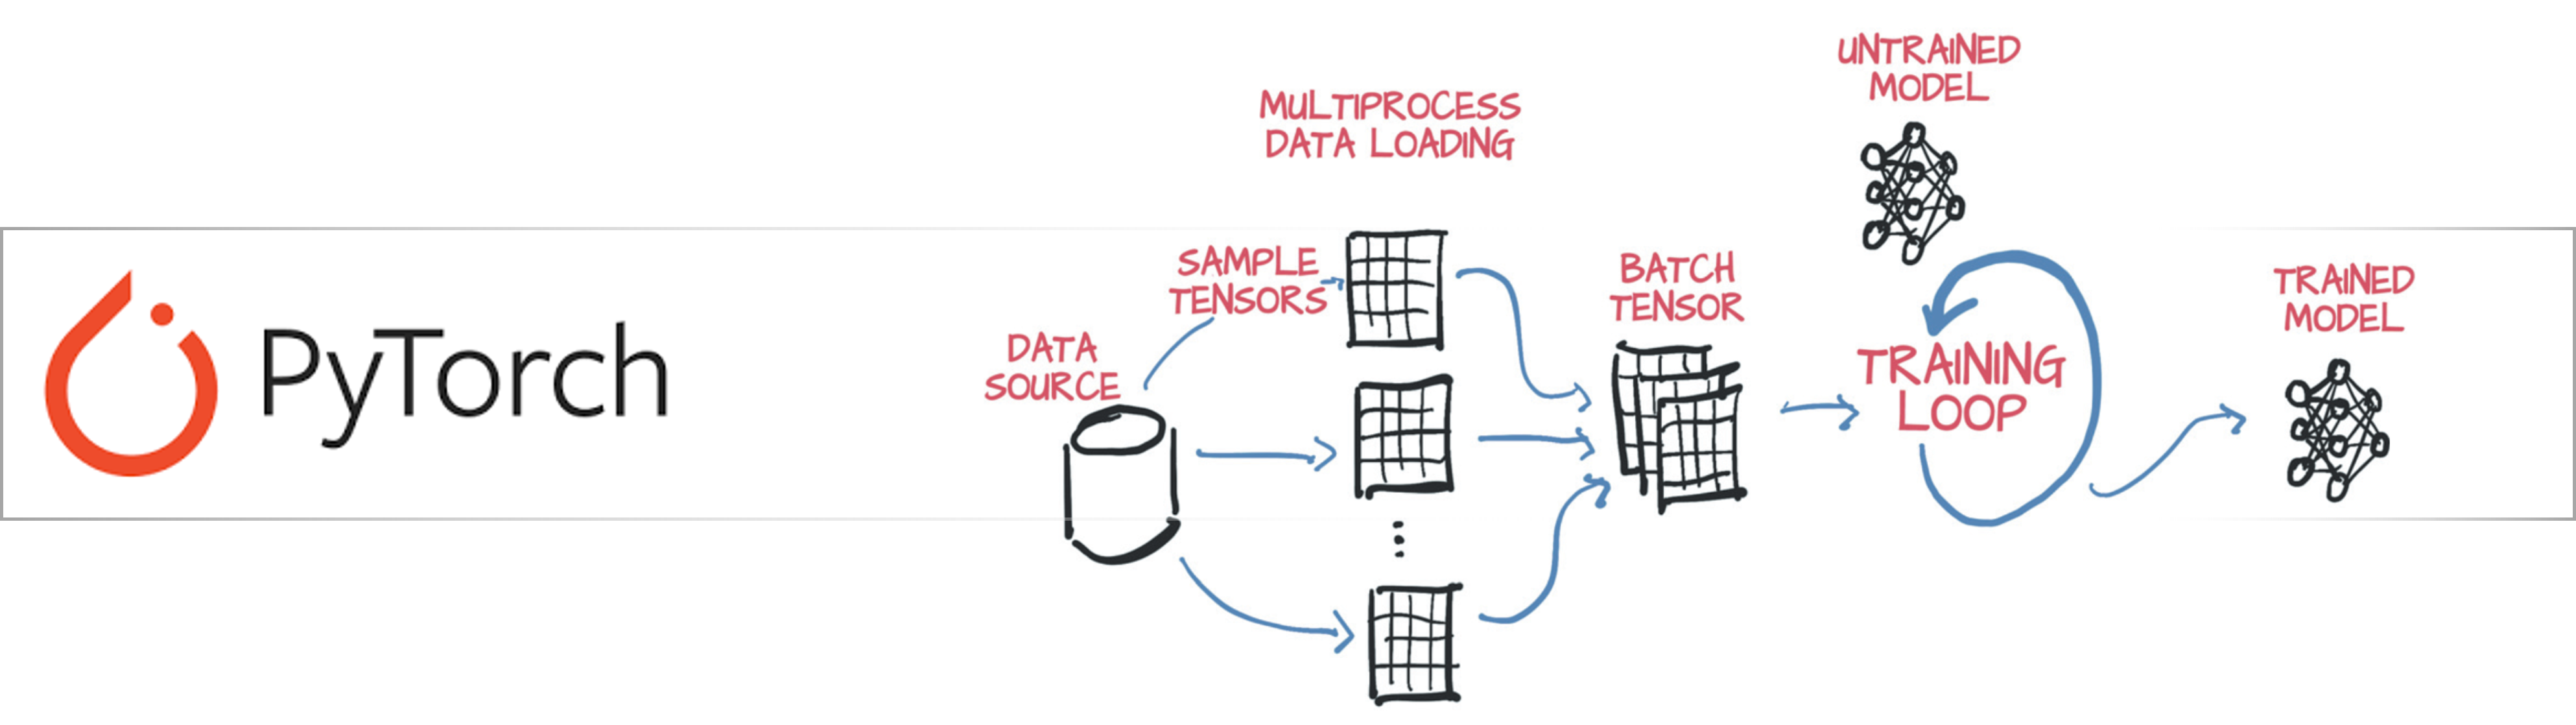 PyTorch
DATA
SOURCE
SAMPLE
TENSORS
MULTIPROCESS
DATA LOADING
BATCH
TENSOR
UNTRAINED
MODEL
TRAINING
LOOP
TRAINED
MODEL